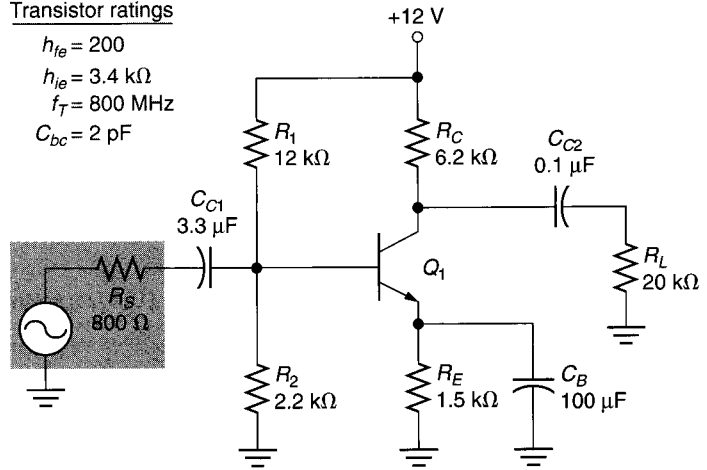 Transistor ratings
h_fe = 200
h_ie = 3.4 kΩ
f_T = 800 MHz
C_bc = 2 pF
+12 V
R_1
12 kΩ
R_C
6.2 kΩ
C_C2
0.1 μF
C_C1
3.3 μF
R_S
800 Ω
Q_1
R_L
20 kΩ
R_2
2.2 kΩ
R_E
1.5 kΩ
C_B
100 μF